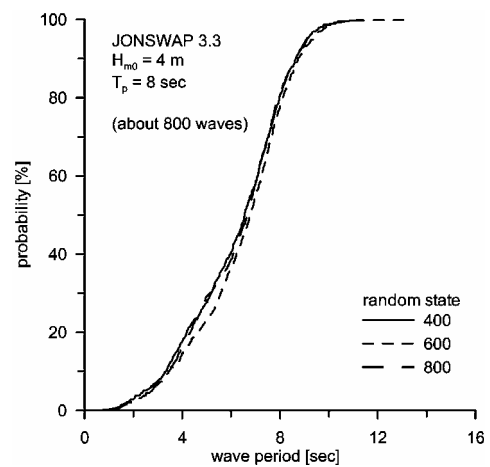 100
80
60
40
20
0
probability [%]
JONSWAP 3.3
Hm0 = 4 m
Tp = 8 sec
(about 800 waves)
random state
400
600
800
0 4 8 12 16
wave period [sec]